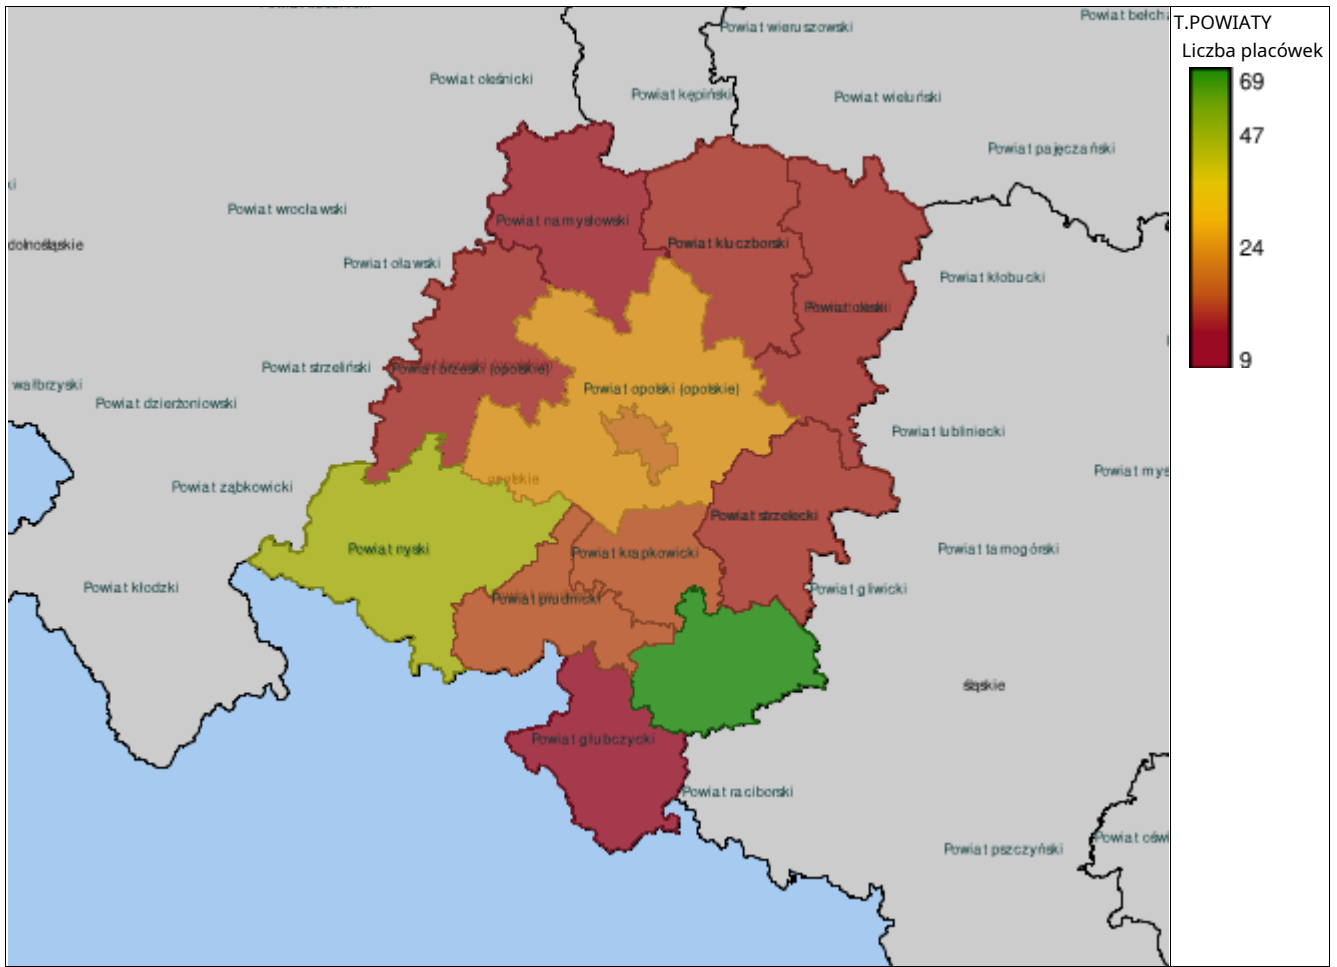 T.POWIATY
Liczba placówek
69
47
24
9
Powiat wieruszowski
Powiat oleśnicki
Powiat kępiński
Powiat wieluński
Powiat pajęczański
Powiat wrocławski
Powiat namysłowski
dolnośląskie
Powiat kluczborski
Powiat oławski
Powiat kłobucki
Powiat oleski
Powiat strzeliński
Powiat brzeski (opolskie)
wałbrzyski
Powiat opolski (opolskie)
Powiat dzierżoniowski
Powiat lubliniecki
Powiat mys
opolskie
Powiat ząbkowicki
Powiat strzelecki
Powiat nyski
Powiat krapkowicki
Powiat tarnogórski
Powiat kłodzki
Powiat gliwicki
Powiat prudnicki
śląskie
Powiat głubczycki
Powiat raciborski
Powiat oświ
Powiat pszczyński